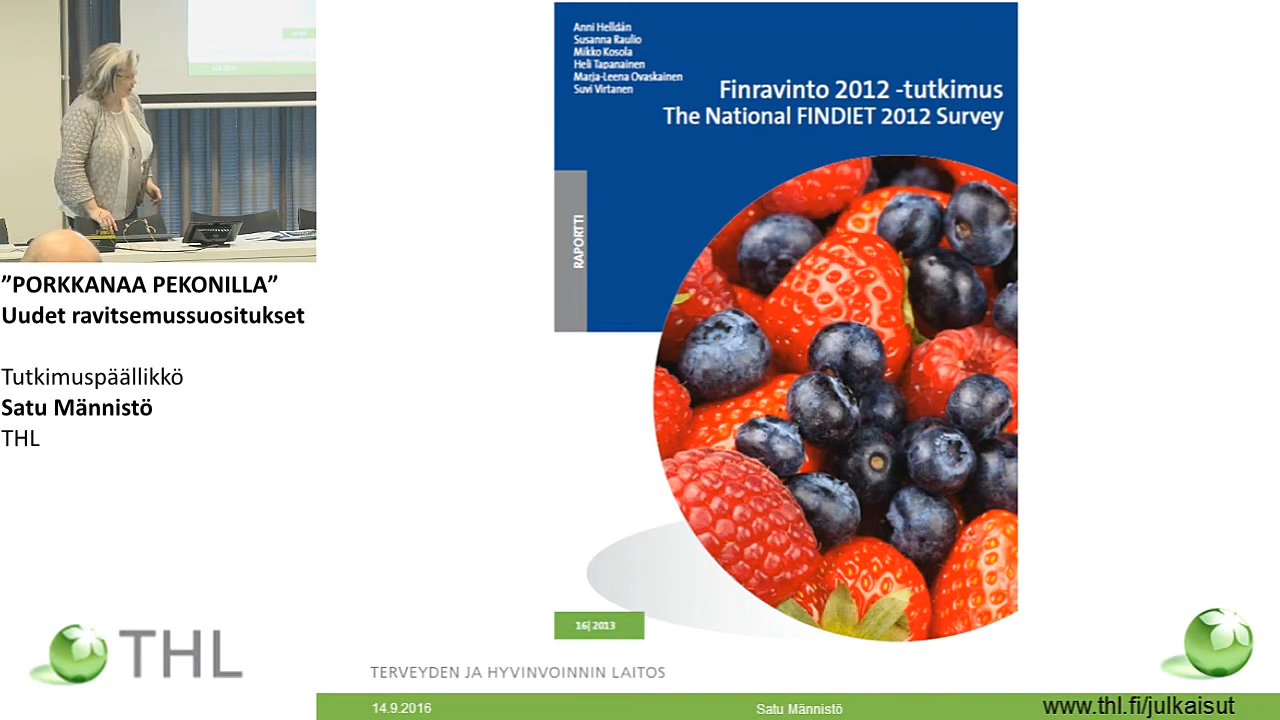 ”PORKKANAA PEKONILLA”
Uudet ravitsemussuositukset
Tutkimuspäällikkö
Satu Männistö
THL
THL
Anni Helldán
Susanna Raulio
Mikko Kosola
Heli Tapanainen
Marja-Leena Ovaskainen
Suvi Virtanen
Finravinto 2012 -tutkimus
The National FINDIET 2012 Survey
RAPORTTI
16| 2013
TERVEYDEN JA HYVINVOINNIN LAITOS
14.9.2016
Satu Männistö
www.thl.fi/julkaisut